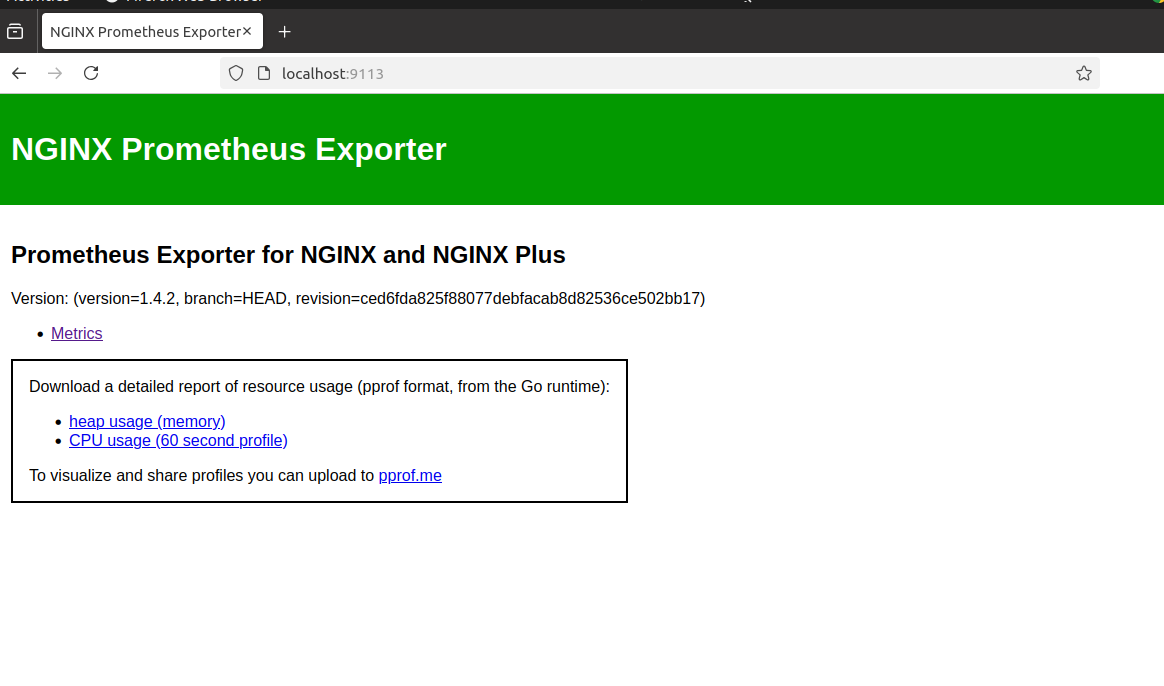 NGINX Prometheus Exporter
localhost:9113
NGINX Prometheus Exporter
Prometheus Exporter for NGINX and NGINX Plus
Version: (version=1.4.2, branch=HEAD, revision=ced6fda825f88077debfacab8d82536ce502bb17)
Metrics
Download a detailed report of resource usage (pprof format, from the Go runtime):
heap usage (memory)
CPU usage (60 second profile)
To visualize and share profiles you can upload to pprof.me